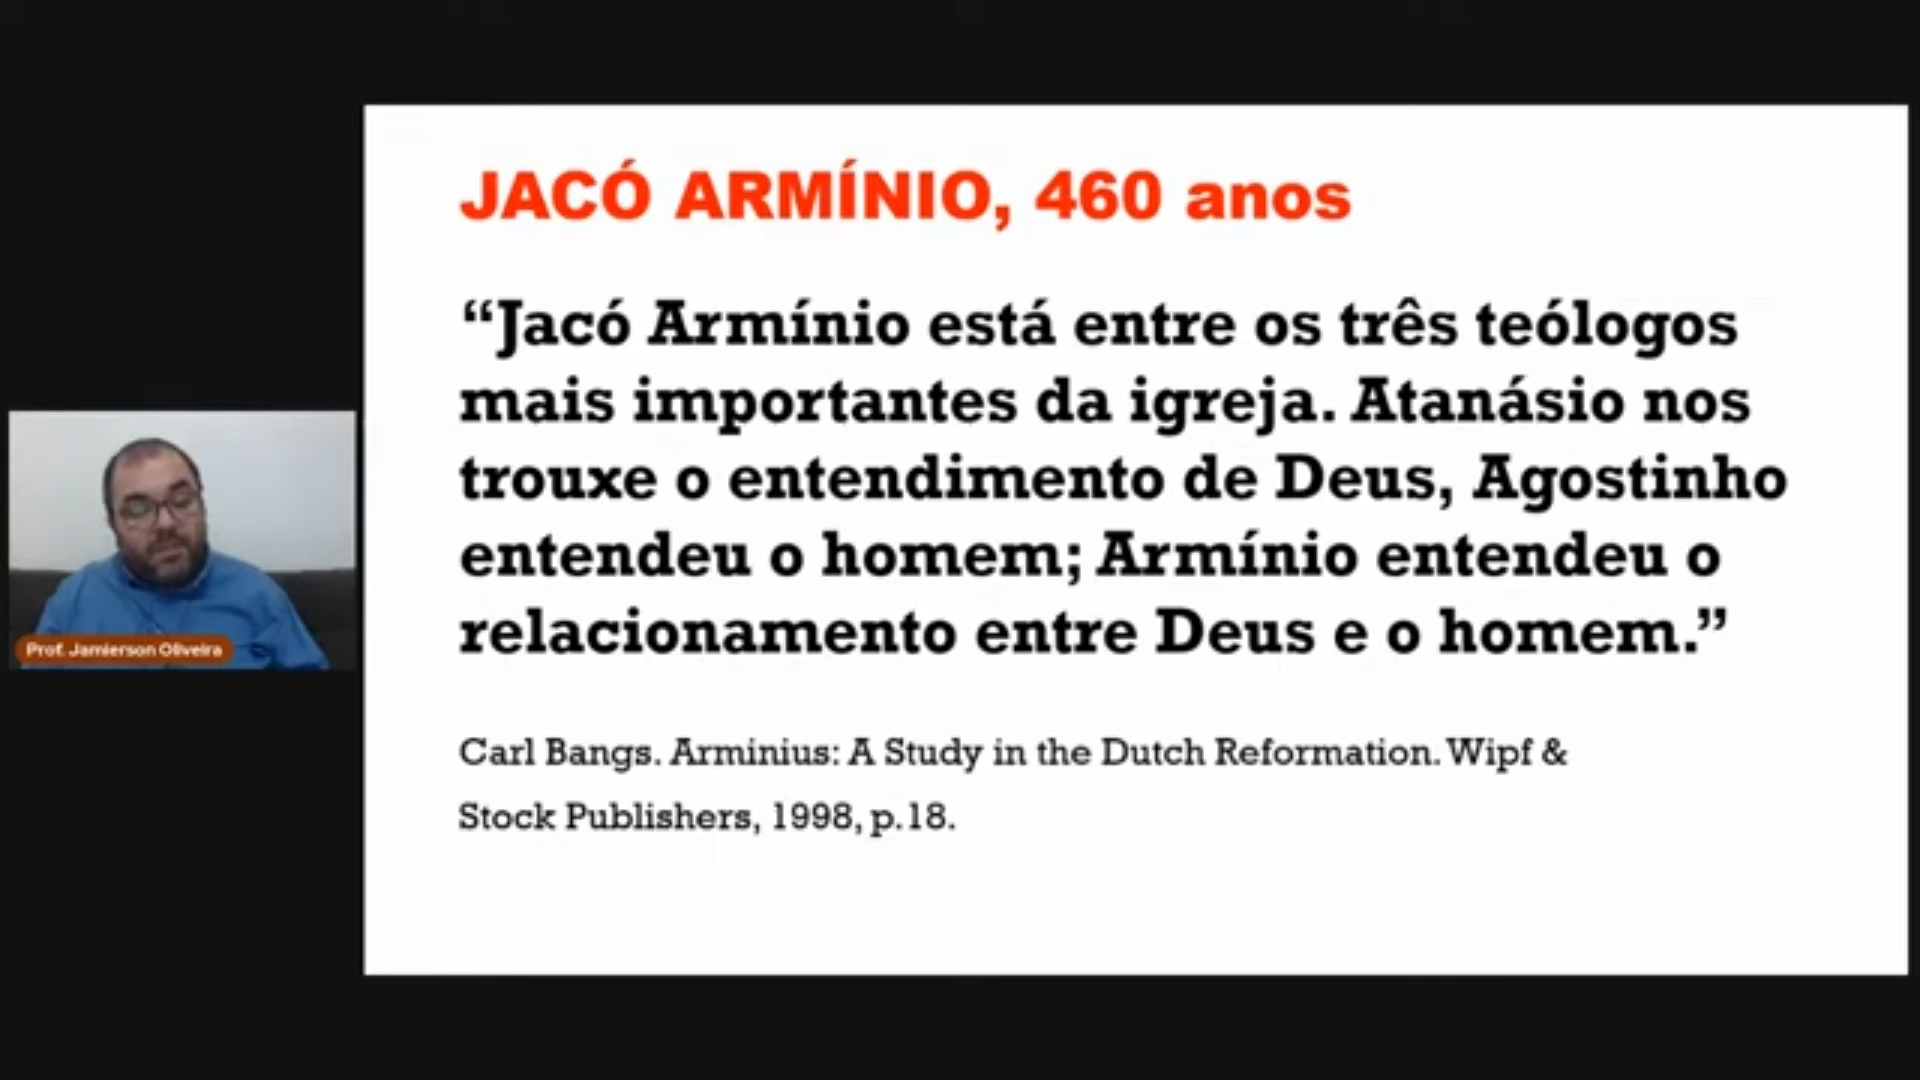 JACÓ ARMÍNIO, 460 anos
“Jacó Armínio está entre os três teólogos
mais importantes da igreja. Atanásio nos
trouxe o entendimento de Deus, Agostinho
entendeu o homem; Armínio entendeu o
relacionamento entre Deus e o homem.”
Carl Bangs. Arminius: A Study in the Dutch Reformation. Wipf &
Stock Publishers, 1998, p.18.
Prof. Jamierson Oliveira